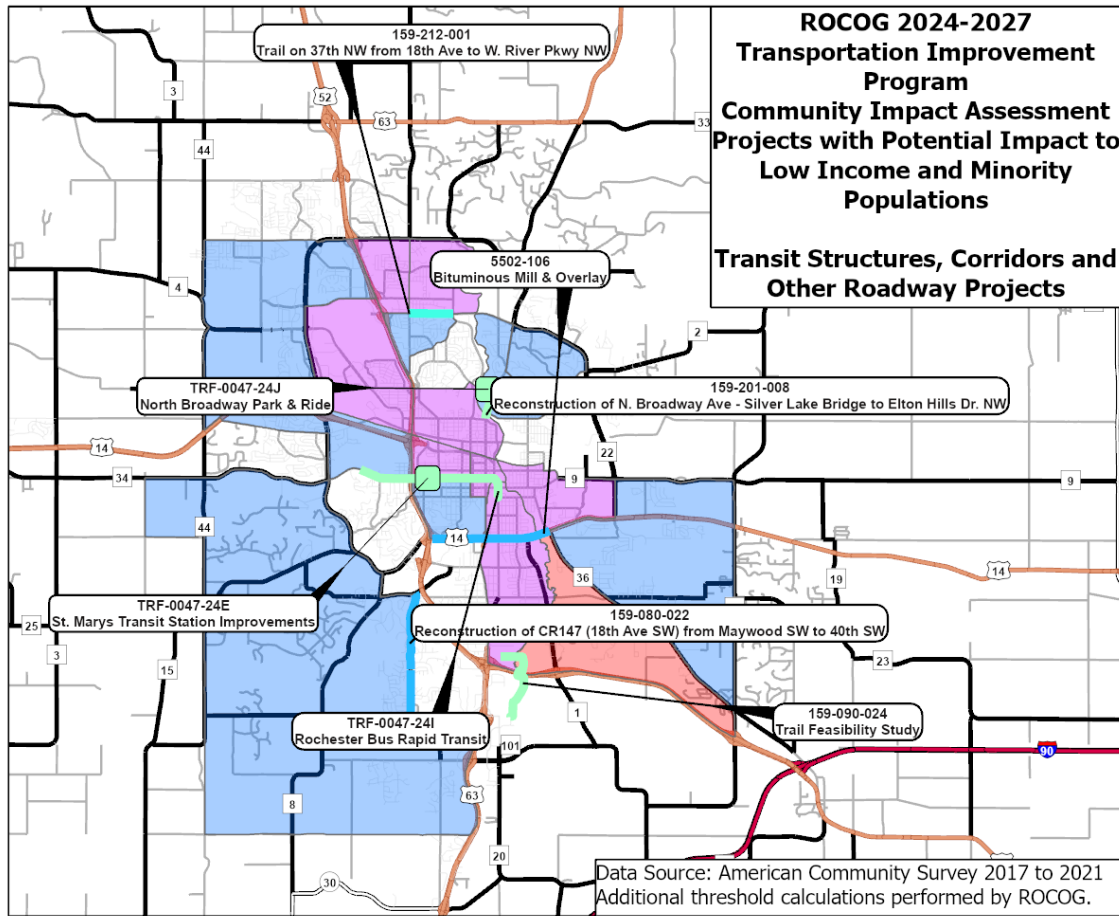 ROCOG 2024-2027
Transportation Improvement
Program
Community Impact Assessment
Projects with Potential Impact to
Low Income and Minority
Populations
Transit Structures, Corridors and
Other Roadway Projects
159-212-001
Trail on 37th NW from 18th Ave to W. River Pkwy NW
3
52
63
33
44
5502-106
Bituminous Mill & Overlay
4
2
TRF-0047-24J
North Broadway Park & Ride
159-201-008
Reconstruction of N. Broadway Ave - Silver Lake Bridge to Elton Hills Dr. NW
14
22
34
9
9
44
14
36
14
19
TRF-0047-24E
St. Marys Transit Station Improvements
159-080-022
Reconstruction of CR147 (18th Ave SW) from Maywood SW to 40th SW
25
3
15
23
TRF-0047-24I
Rochester Bus Rapid Transit
1
159-090-024
Trail Feasibility Study
101
90
63
8
20
30
Data Source: American Community Survey 2017 to 2021
Additional threshold calculations performed by ROCOG.